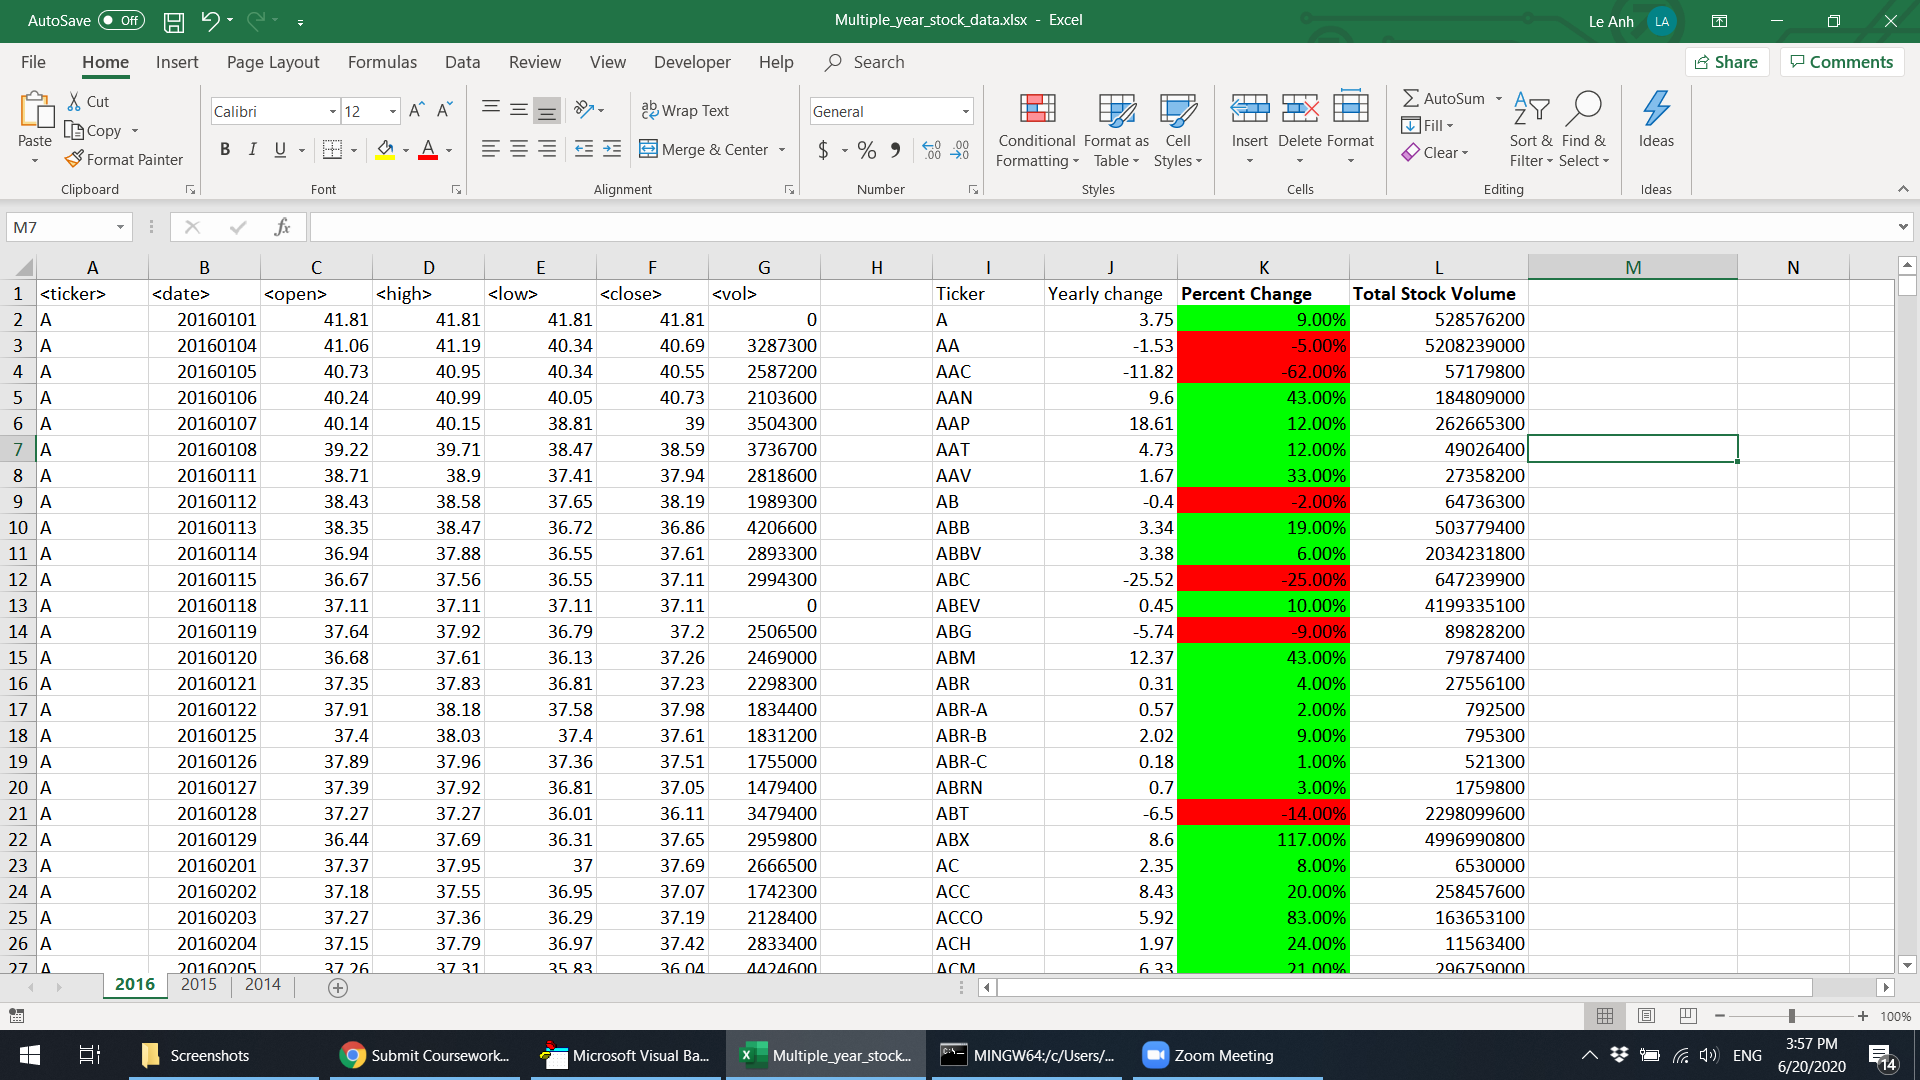 AutoSave Off Multiple_year_stock_data.xlsx - Excel Le Anh LA
File Home Insert Page Layout Formulas Data Review View Developer Help Search Share Comments
Paste Cut Copy Format Painter Clipboard
Calibri 12 A A B I U A Font
ab Wrap Text Merge & Center Alignment
General $ % Number
Conditional Formatting Format as Table Cell Styles Styles
Insert Delete Format Cells
AutoSum Fill Clear Sort & Filter Find & Select Editing
Ideas Ideas
M7 fx
A B C D E F G H I J K L M N
1 <ticker> <date> <open> <high> <low> <close> <vol> Ticker Yearly change Percent Change Total Stock Volume
2 A 20160101 41.81 41.81 41.81 41.81 0 A 3.75 9.00% 528576200
3 A 20160104 41.06 41.19 40.34 40.69 3287300 AA -1.53 -5.00% 5208239000
4 A 20160105 40.73 40.95 40.34 40.55 2587200 AAC -11.82 -62.00% 57179800
5 A 20160106 40.24 40.99 40.05 40.73 2103600 AAN 9.6 43.00% 184809000
6 A 20160107 40.14 40.15 38.81 39 3504300 AAP 18.61 12.00% 262665300
7 A 20160108 39.22 39.71 38.47 38.59 3736700 AAT 4.73 12.00% 49026400
8 A 20160111 38.71 38.9 37.41 37.94 2818600 AAV 1.67 33.00% 27358200
9 A 20160112 38.43 38.58 37.65 38.19 1989300 AB -0.4 -2.00% 64736300
10 A 20160113 38.35 38.47 36.72 36.86 4206600 ABB 3.34 19.00% 503779400
11 A 20160114 36.94 37.88 36.55 37.61 2893300 ABBV 3.38 6.00% 2034231800
12 A 20160115 36.67 37.56 36.55 37.11 2994300 ABC -25.52 -25.00% 647239900
13 A 20160118 37.11 37.11 37.11 37.11 0 ABEV 0.45 10.00% 4199335100
14 A 20160119 37.64 37.92 36.79 37.2 2506500 ABG -5.74 -9.00% 89828200
15 A 20160120 36.68 37.61 36.13 37.26 2469000 ABM 12.37 43.00% 79787400
16 A 20160121 37.35 37.83 36.81 37.23 2298300 ABR 0.31 4.00% 27556100
17 A 20160122 37.91 38.18 37.58 37.98 1834400 ABR-A 0.57 2.00% 792500
18 A 20160125 37.4 38.03 37.4 37.61 1831200 ABR-B 2.02 9.00% 795300
19 A 20160126 37.89 37.96 37.36 37.51 1755000 ABR-C 0.18 1.00% 521300
20 A 20160127 37.39 37.92 36.81 37.05 1479400 ABRN 0.7 3.00% 1759800
21 A 20160128 37.27 37.27 36.01 36.11 3479400 ABT -6.5 -14.00% 2298099600
22 A 20160129 36.44 37.69 36.31 37.65 2959800 ABX 8.6 117.00% 4996990800
23 A 20160201 37.37 37.95 37 37.69 2666500 AC 2.35 8.00% 6530000
24 A 20160202 37.18 37.55 36.95 37.07 1742300 ACC 8.43 20.00% 258457600
25 A 20160203 37.27 37.36 36.29 37.19 2128400 ACCO 5.92 83.00% 163653100
26 A 20160204 37.15 37.79 36.97 37.42 2833400 ACH 1.97 24.00% 11563400
27 A 20160205 37.26 37.31 35.83 36.04 4424600 ACM 6.33 21.00% 296759000
2016 2015 2014
100%
Screenshots Submit Coursework... Microsoft Visual Ba... Multiple_year_stock... MINGW64:/c/Users/... Zoom Meeting ENG 3:57 PM
6/20/2020 14